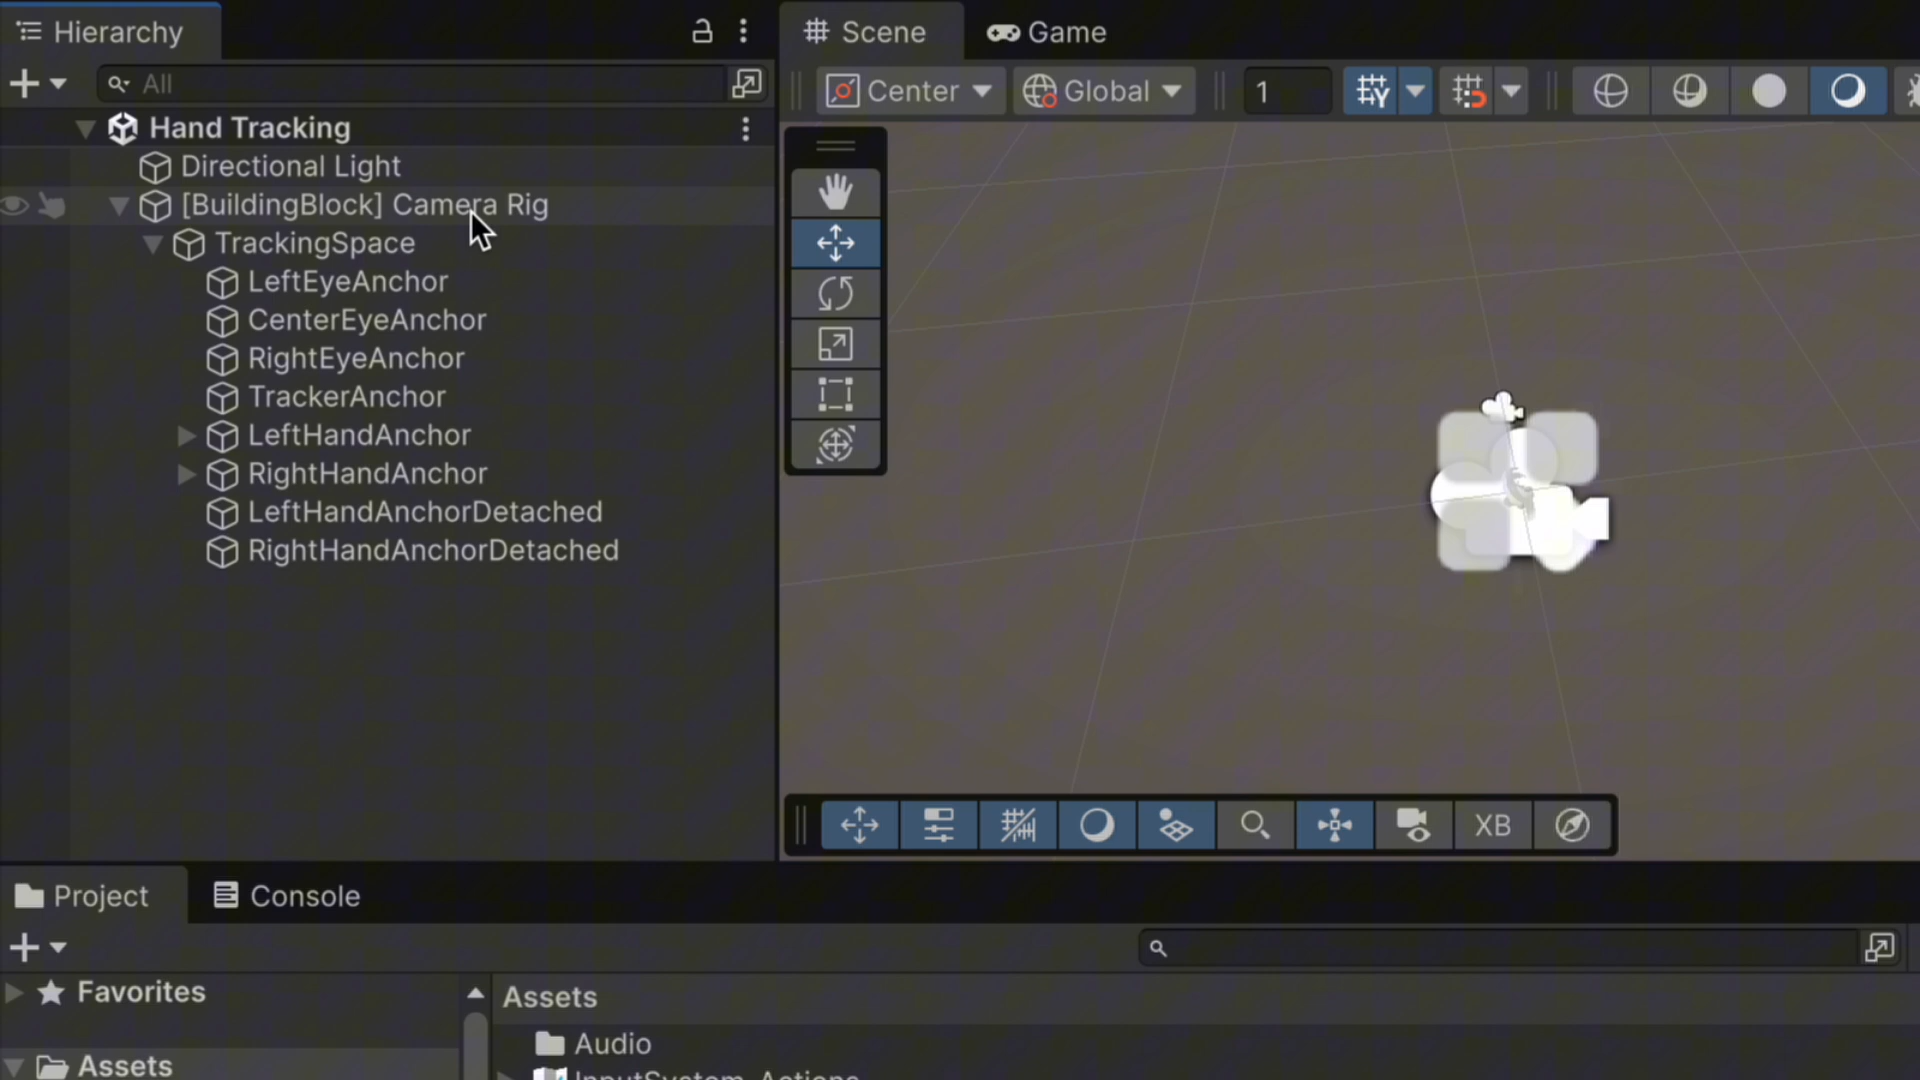 Hierarchy
Scene
Game
All
Center
Global
1
Hand Tracking
Directional Light
[BuildingBlock] Camera Rig
TrackingSpace
LeftEyeAnchor
CenterEyeAnchor
RightEyeAnchor
TrackerAnchor
LeftHandAnchor
RightHandAnchor
LeftHandAnchorDetached
RightHandAnchorDetached
XB
Project
Console
Favorites
Assets
Assets
Audio
InputSystem_Actions